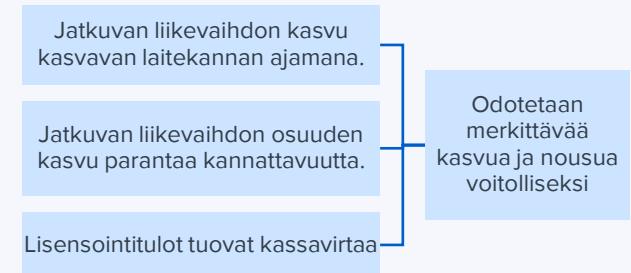 Jatkuvan liikevaihdon kasvu
kasvavan laitekannan ajamana.
Jatkuvan liikevaihdon osuuden
kasvu parantaa kannattavuutta.
Lisensointitulot tuovat kassavirtaa
Odotetaan
merkittävää
kasvua ja nousua
voitolliseksi